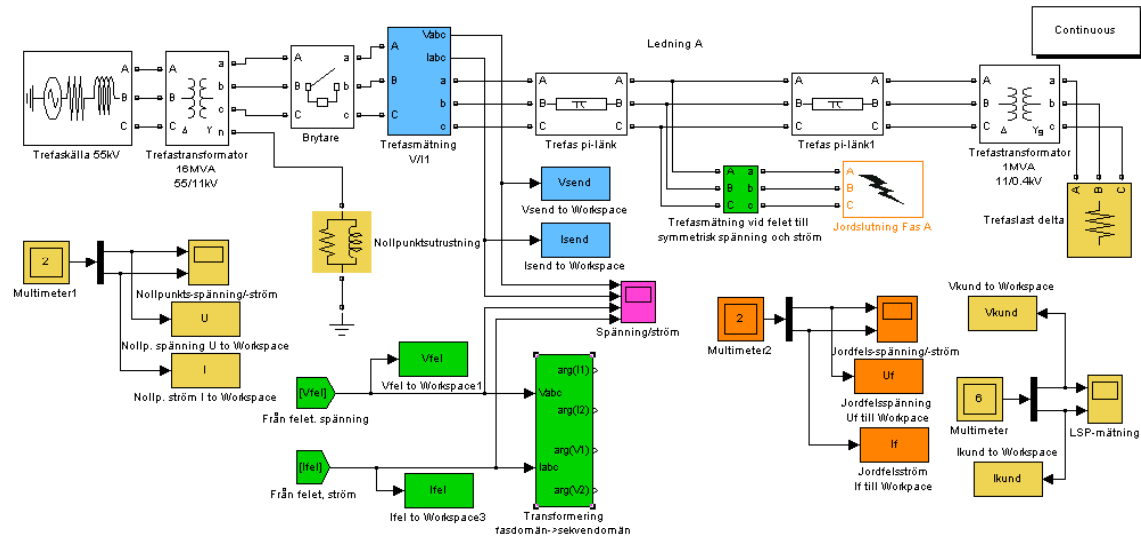 Continuous
Ledning A
A
B
C
Trefaskälla 55kV
A
B
C
a
b
c
n
Δ
Y
Trefastransformator
16MVA
55/11kV
A
B
C
a
b
c
Brytare
A
B
C
Vabc
Iabc
a
b
c
Trefasmätning
V/I1
A
B
C
A
B
C
Trefas pi-länk
A
B
C
A
B
C
Trefas pi-länk1
A
B
C
a
b
c
Δ
Yg
Trefastransformator
1MVA
11/0.4kV
A
B
C
Trefaslast delta
A
B
C
a
b
c
Trefasmätning vid felet till
symmetrisk spänning och ström
A
B
C
Jordslutning Fas A
Vsend
Vsend to Workspace
Isend
Isend to Workspace
Nollpunktsutrustning
2
Multimeter1
Nollpunkts-spänning/-ström
U
Nollp. spänning U to Workspace
I
Nollp. ström I to Workspace
Spänning/ström
[Vfel]
Från felet. spänning
Vfel
Vfel to Workspace1
[Ifel]
Från felet, ström
Ifel
Ifel to Workspace3
Vabc
Iabc
arg(I1)
arg(I2)
arg(V1)
arg(V2)
Transformering
fasdomän->sekvendomän
2
Multimeter2
Jordfels-spänning/-ström
Uf
Jordfelsspänning
Uf till Workpace
If
Jordfelsström
If till Workpace
Vkund to Workspace
Vkund
6
Multimeter
LSP-mätning
Ikund to Workspace
Ikund